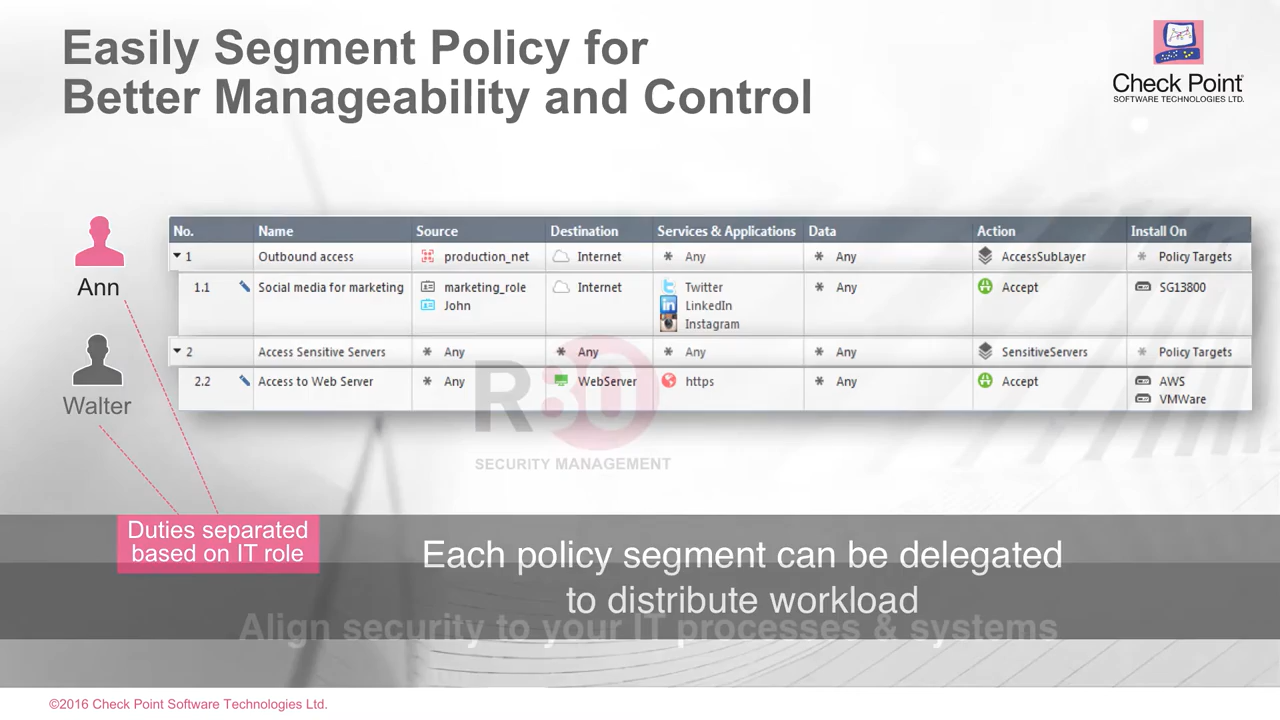 Easily Segment Policy for
Better Manageability and Control
Check Point
SOFTWARE TECHNOLOGIES LTD.
Ann
Walter
No. Name Source Destination Services & Applications Data Action Install On
1 Outbound access production_net Internet Any Any AccessSubLayer Policy Targets
1.1 Social media for marketing marketing_role Internet Twitter Any Accept SG13800
John LinkedIn
Instagram
2 Access Sensitive Servers Any Any Any Any SensitiveServers Policy Targets
2.2 Access to Web Server Any WebServer https Any Accept AWS
VMWare
R80
SECURITY MANAGEMENT
Duties separated
based on IT role
Each policy segment can be delegated
to distribute workload
Align security to your IT processes & systems
©2016 Check Point Software Technologies Ltd.